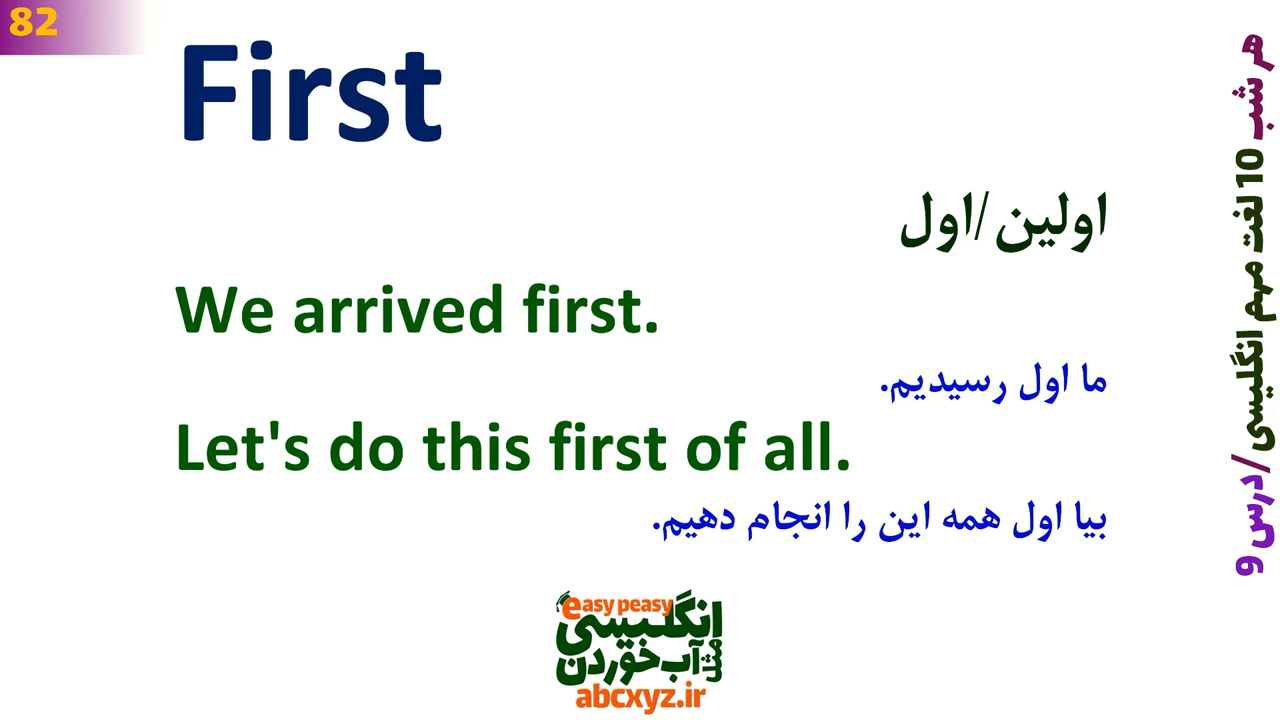 82
First
اولین/اول
We arrived first.
ما اول رسیدیم.
Let's do this first of all.
بیا اول همه این را انجام دهیم.
هر شب 10 لغت مهم انگلیسی/درس 9
easy peasy
انگلیسی
مثل
آب خوردن
abcxyz.ir